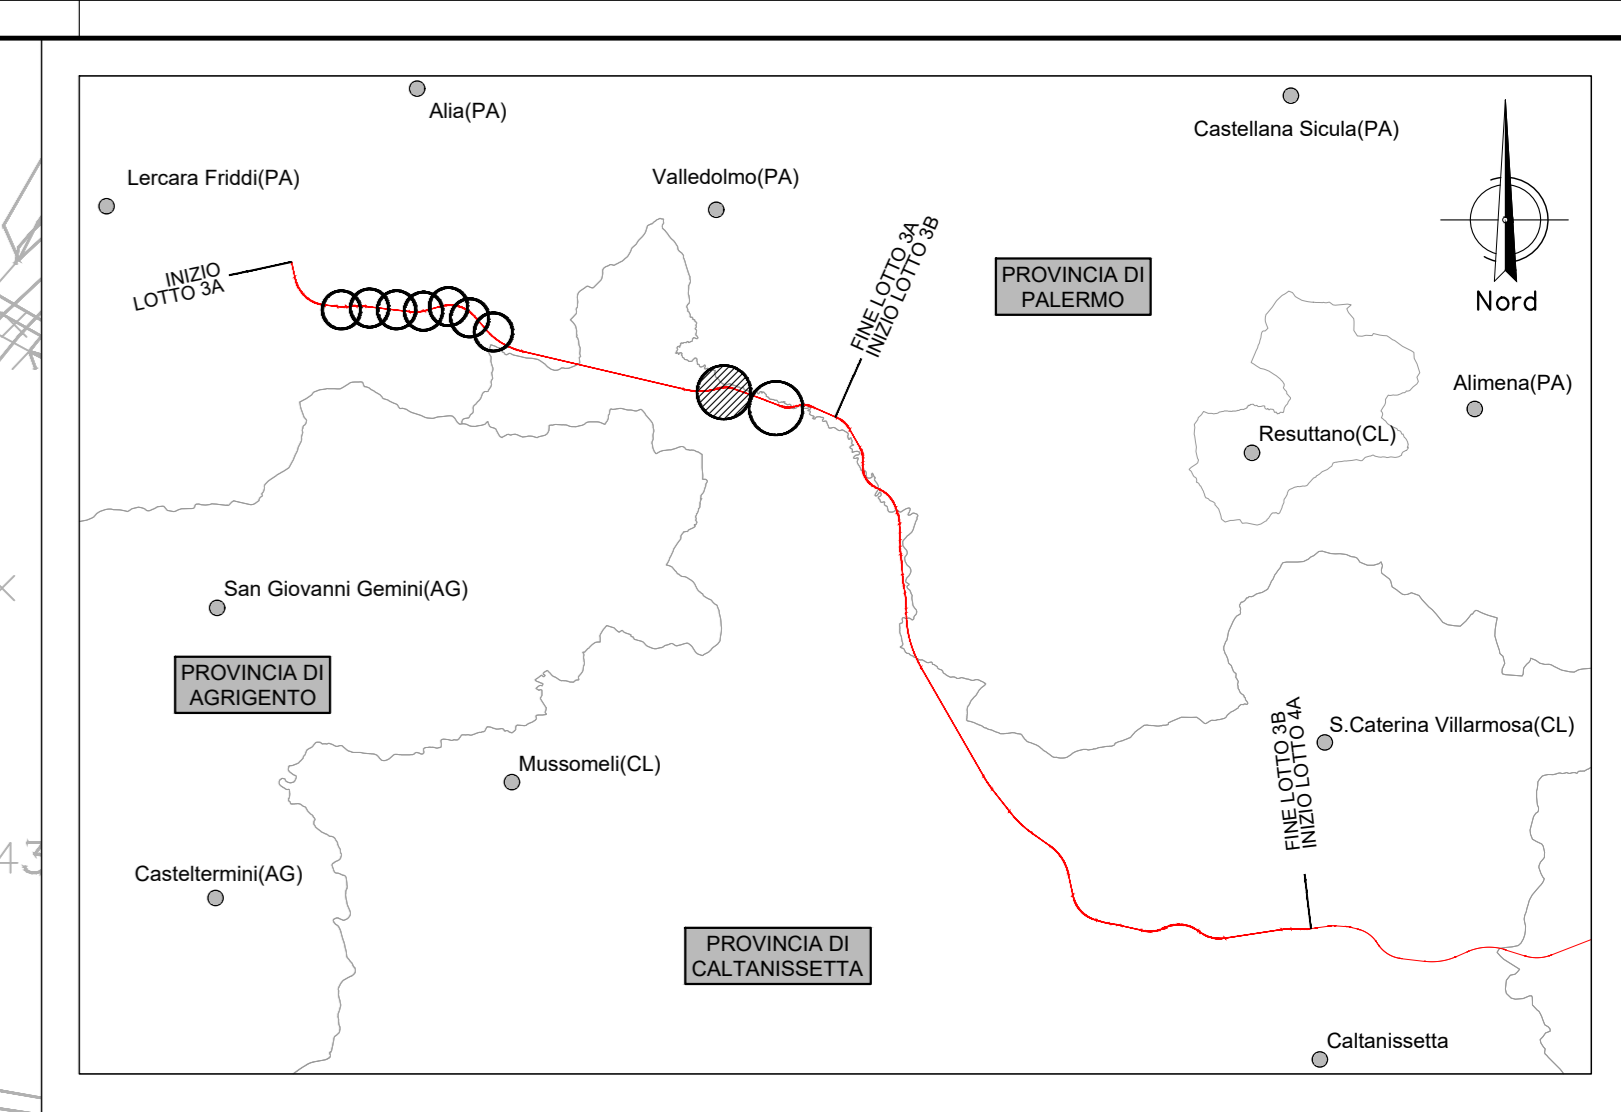 Alia(PA)
Castellana Sicula(PA)
Lercara Friddi(PA)
Valledolmo(PA)
INIZIO
LOTTO 3A
FINE LOTTO 3A
INIZIO LOTTO 3B
PROVINCIA DI
PALERMO
Nord
Alimena(PA)
Resuttano(CL)
San Giovanni Gemini(AG)
PROVINCIA DI
AGRIGENTO
FINE LOTTO 3B
INIZIO LOTTO 4A
S.Caterina Villarmosa(CL)
Mussomeli(CL)
43
Casteltermini(AG)
PROVINCIA DI
CALTANISSETTA
Caltanissetta